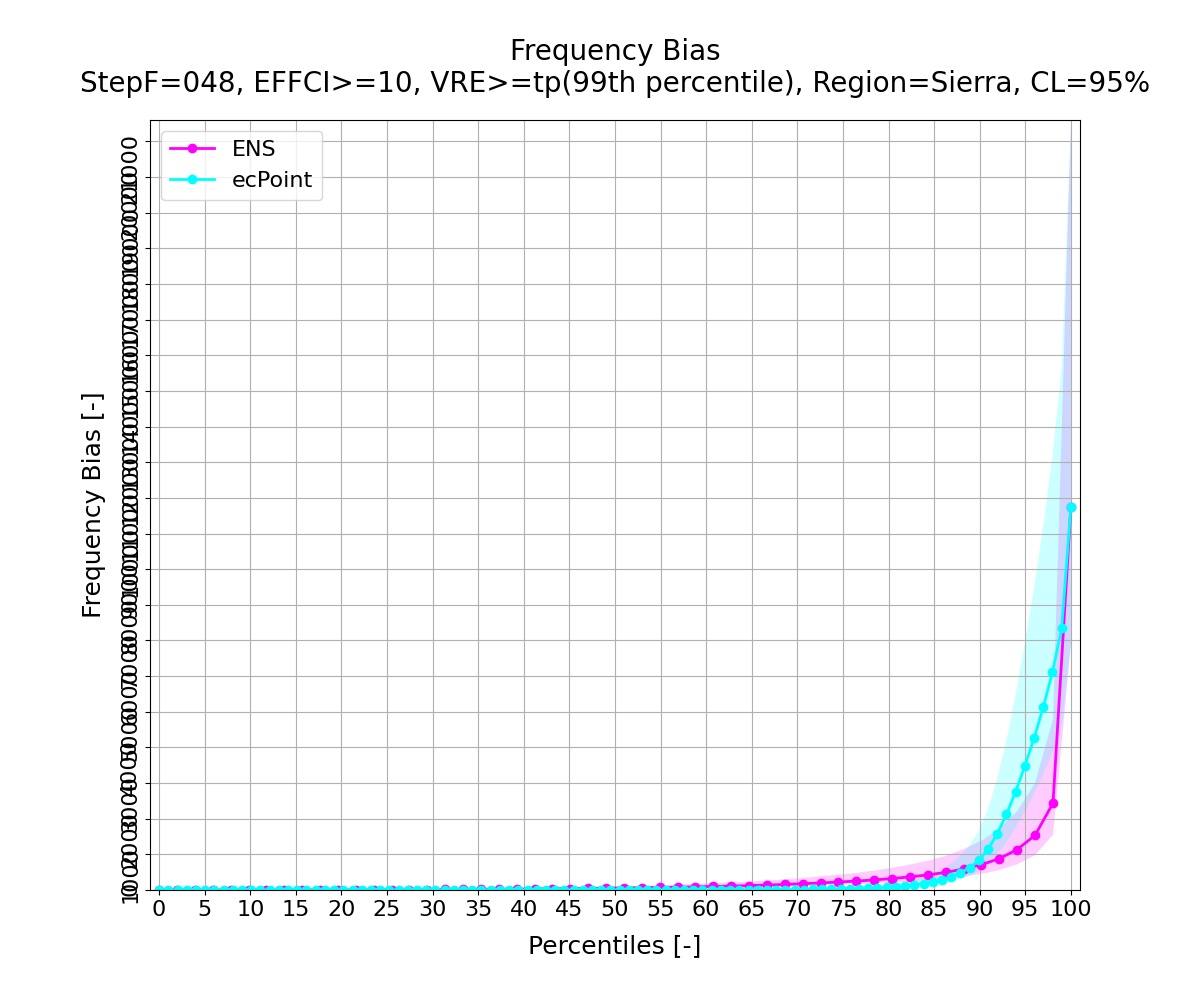 Frequency Bias
StepF=048, EFFCI>=10, VRE>=tp(99th percentile), Region=Sierra, CL=95%
ENS
ecPoint
Frequency Bias [-]
0 5 10 15 20 25 30 35 40 45 50 55 60 65 70 75 80 85 90 95 100
Percentiles [-]